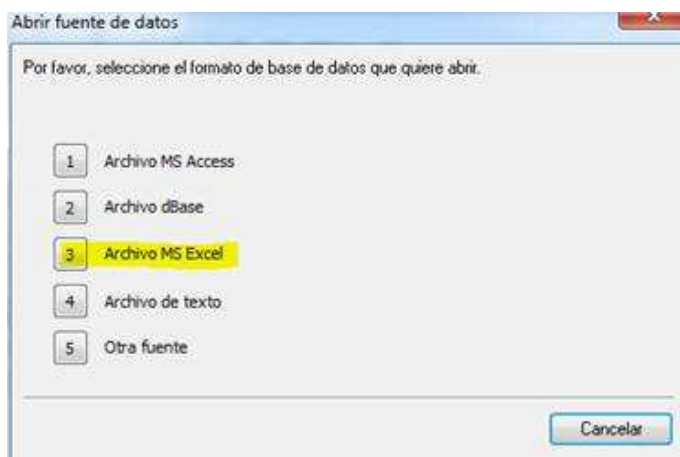 Abrir fuente de datos
x
Por favor, seleccione el formato de base de datos que quiere abrir.
1 Archivo MS Access
2 Archivo dBase
3 Archivo MS Excel
4 Archivo de texto
5 Otra fuente
Cancelar